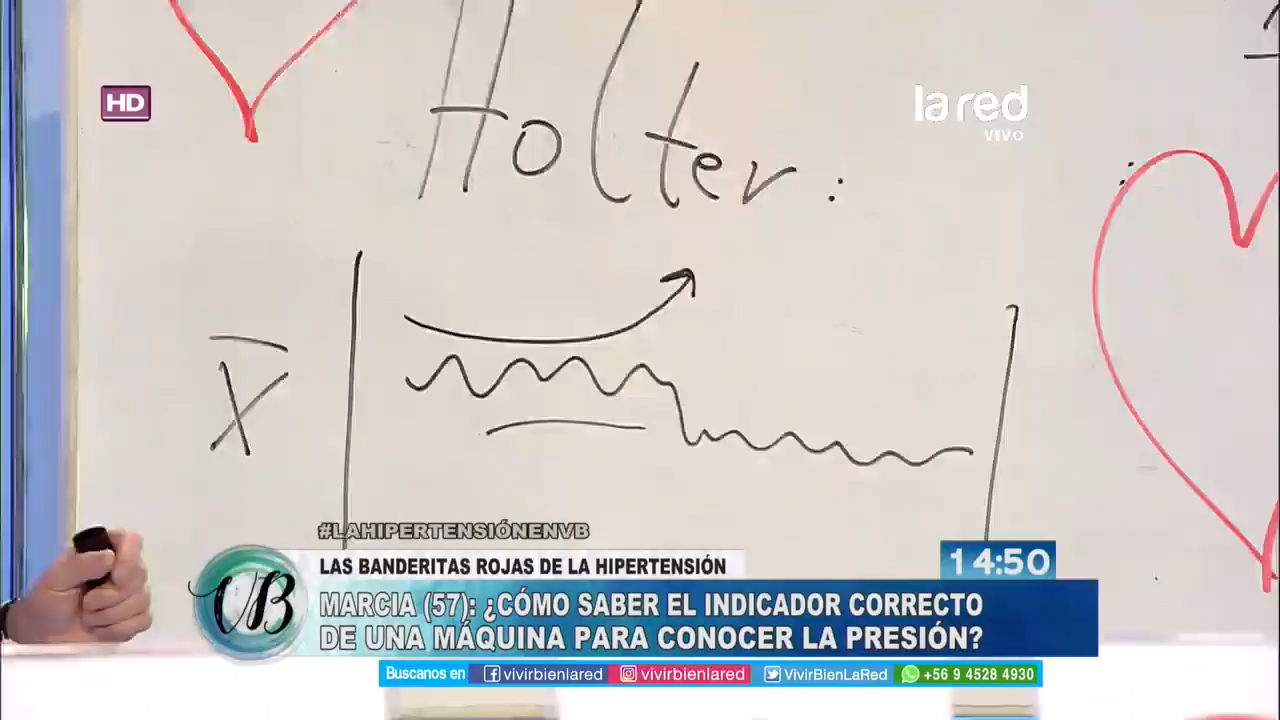 HD
la red
VIVO
Holter:
X
#LAHIPERTENSIÓNENVB
VB
LAS BANDERITAS ROJAS DE LA HIPERTENSIÓN
14:50
MARCIA (57): ¿CÓMO SABER EL INDICADOR CORRECTO
DE UNA MÁQUINA PARA CONOCER LA PRESIÓN?
Buscanos en vivirbienlared vivirbienlared VivirBienLaRed +56 9 4528 4930